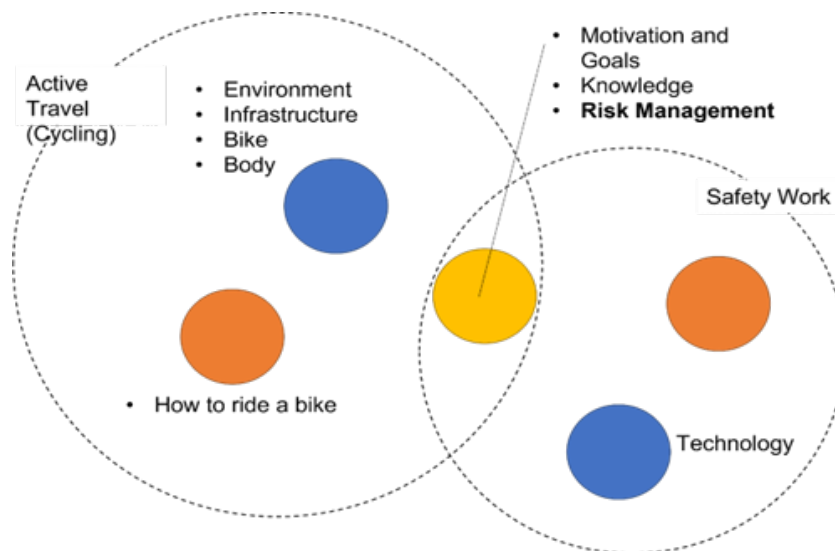 Active
Travel
(Cycling)
• Environment
• Infrastructure
• Bike
• Body
• Motivation and
Goals
• Knowledge
• Risk Management
Safety Work
• How to ride a bike
Technology